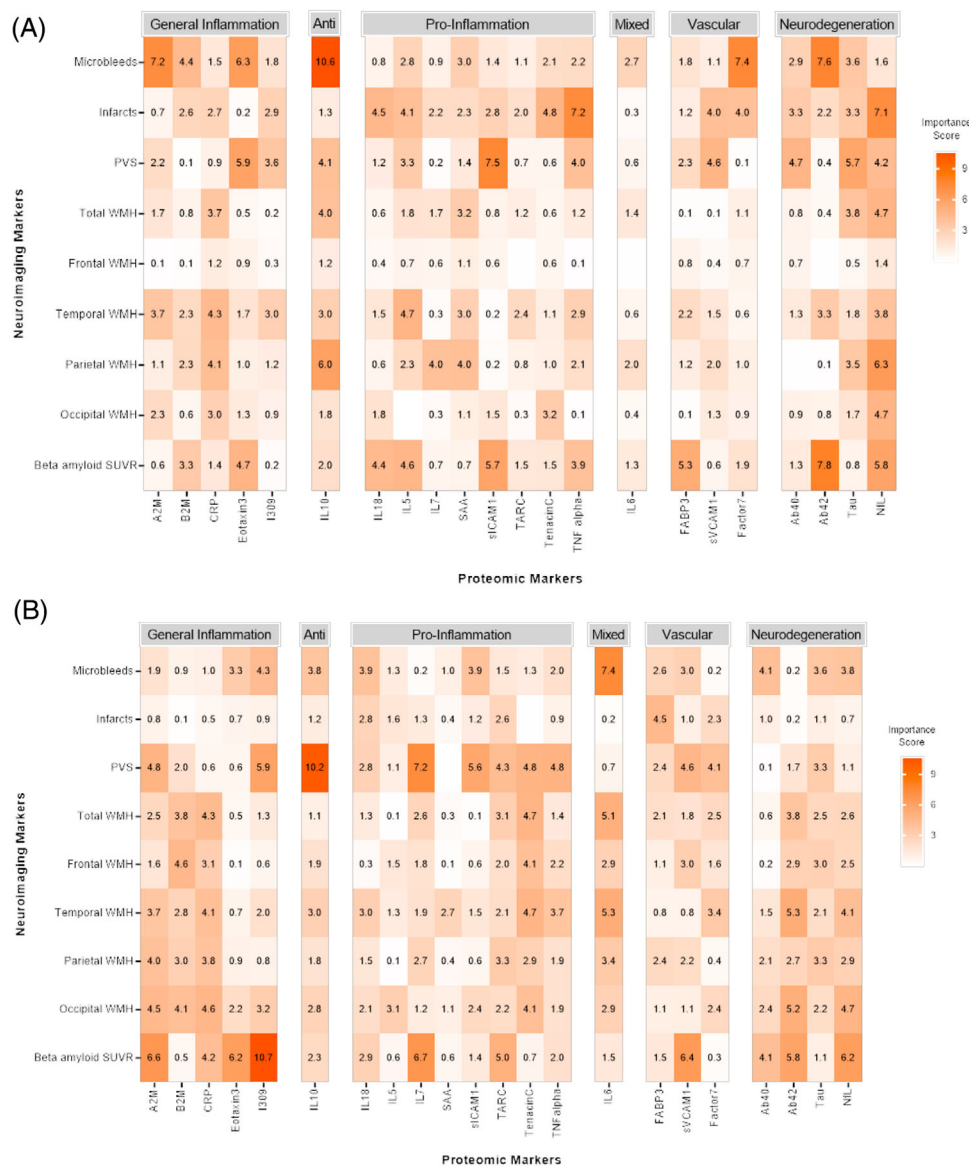 (A)
General Inflammation Anti Pro-Inflammation Mixed Vascular Neurodegeneration
Neuroimaging Markers
Microbleeds 7.2 4.4 1.5 6.3 1.8 10.6 0.8 2.8 0.9 3.0 1.4 1.1 2.1 2.2 2.7 1.8 1.1 7.4 2.9 7.6 3.6 1.6
Infarcts 0.7 2.6 2.7 0.2 2.9 1.3 4.5 4.1 2.2 2.3 2.8 2.0 4.8 7.2 0.3 1.2 4.0 4.0 3.3 2.2 3.3 7.1
PVS 2.2 0.1 0.9 5.9 3.6 4.1 1.2 3.3 0.2 1.4 7.5 0.7 0.6 4.0 0.6 2.3 4.6 0.1 4.7 0.4 5.7 4.2
Total WMH 1.7 0.8 3.7 0.5 0.2 4.0 0.6 1.8 1.7 3.2 0.8 1.2 0.6 1.2 1.4 0.1 0.1 1.1 0.8 0.4 3.8 4.7
Frontal WMH 0.1 0.1 1.2 0.9 0.3 1.2 0.4 0.7 0.6 1.1 0.6 0.6 0.1 0.8 0.4 0.7 0.7 0.5 1.4
Temporal WMH 3.7 2.3 4.3 1.7 3.0 3.0 1.5 4.7 0.3 3.0 0.2 2.4 1.1 2.9 0.6 2.2 1.5 0.6 1.3 3.3 1.8 3.8
Parietal WMH 1.1 2.3 4.1 1.0 1.2 6.0 0.6 2.3 4.0 4.0 0.2 0.8 1.0 2.1 2.0 1.2 2.0 1.0 0.1 3.5 6.3
Occipital WMH 2.3 0.6 3.0 1.3 0.9 1.8 1.8 0.3 1.1 1.5 0.3 3.2 0.1 0.4 0.1 1.3 0.9 0.9 0.8 1.7 4.7
Beta amyloid SUVR 0.6 3.3 1.4 4.7 0.2 2.0 4.4 4.6 0.7 0.7 5.7 1.5 1.5 3.9 1.3 5.3 0.6 1.9 1.3 7.8 0.8 5.8
A2M B2M CRP Eotaxin3 I309 IL10 IL18 IL5 IL7 SAA sICAM1 TARC TenacinC TNF alpha IL6 FABP3 sVCAM1 Factor7 Ab40 Ab42 Tau NlL
Proteomic Markers
Importance
Score
9
6
3
(B)
General Inflammation Anti Pro-Inflammation Mixed Vascular Neurodegeneration
Neuroimaging Markers
Microbleeds 1.9 0.9 1.0 3.3 4.3 3.8 3.9 1.3 0.2 1.0 3.9 1.5 1.3 2.0 7.4 2.6 3.0 0.2 4.1 0.2 3.6 3.8
Infarcts 0.8 0.1 0.5 0.7 0.9 1.2 2.8 1.6 1.3 0.4 1.2 2.6 0.9 0.2 4.5 1.0 2.3 1.0 0.2 1.1 0.7
PVS 4.8 2.0 0.6 0.6 5.9 10.2 2.8 1.1 7.2 5.6 4.3 4.8 4.8 0.7 2.4 4.6 4.1 0.1 1.7 3.3 1.1
Total WMH 2.5 3.8 4.3 0.5 1.3 1.1 1.3 0.1 2.6 0.3 0.1 3.1 4.7 1.4 5.1 2.1 1.8 2.5 0.6 3.8 2.5 2.6
Frontal WMH 1.6 4.6 3.1 0.1 0.6 1.9 0.3 1.5 1.8 0.1 0.6 2.0 4.1 2.2 2.9 1.1 3.0 1.6 0.2 2.9 3.0 2.5
Temporal WMH 3.7 2.8 4.1 0.7 2.0 3.0 3.0 1.3 1.9 2.7 1.5 2.1 4.7 3.7 5.3 0.8 0.8 3.4 1.5 5.3 2.1 4.1
Parietal WMH 4.0 3.0 3.8 0.9 0.8 1.8 1.5 0.1 2.7 0.4 0.6 3.3 2.9 1.9 3.4 2.4 2.2 0.4 2.1 2.7 3.3 2.9
Occipital WMH 4.5 4.1 4.6 2.2 3.2 2.8 2.1 3.1 1.2 1.1 2.4 2.2 4.1 1.9 2.9 1.1 1.1 2.4 2.4 5.2 2.2 4.7
Beta amyloid SUVR 6.6 0.5 4.2 6.2 10.7 2.3 2.9 0.6 6.7 0.6 1.4 5.0 0.7 2.0 1.5 1.5 6.4 0.3 4.1 5.8 1.1 6.2
A2M B2M CRP Eotaxin3 I309 IL10 IL18 IL5 IL7 SAA sICAM1 TARC TenacinC TNFalpha IL6 FABP3 sVCAM1 Factor7 Ab40 Ab42 Tau NlL
Proteomic Markers
Importance
Score
9
6
3